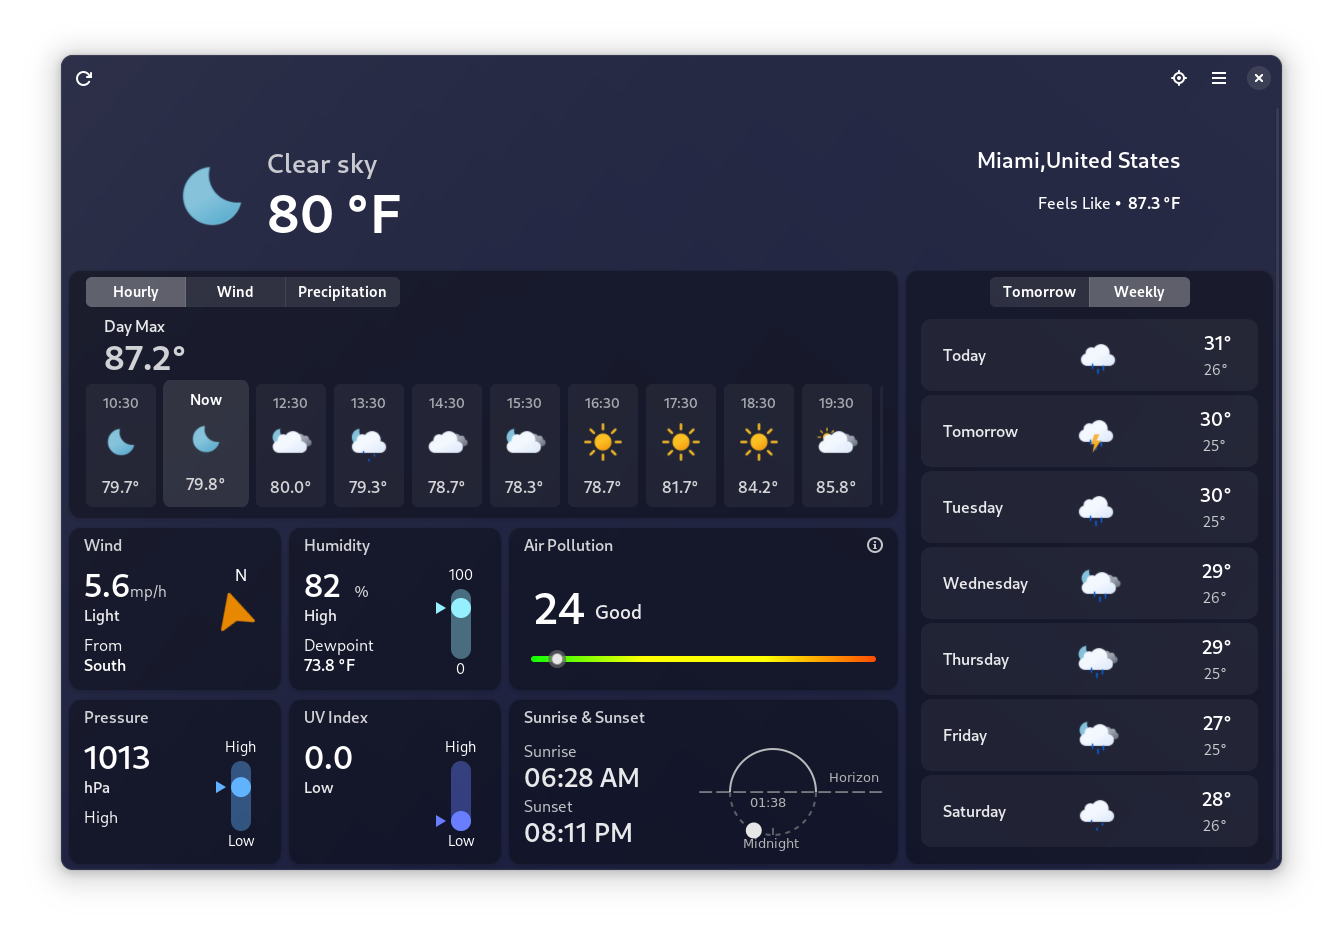 Clear sky
80 °F
Miami,United States
Feels Like • 87.3 °F
Hourly Wind Precipitation
Day Max
87.2°
10:30 Now 12:30 13:30 14:30 15:30 16:30 17:30 18:30 19:30
79.7° 79.8° 80.0° 79.3° 78.7° 78.3° 78.7° 81.7° 84.2° 85.8°
Tomorrow Weekly
Today 31°
26°
Tomorrow 30°
25°
Tuesday 30°
25°
Wednesday 29°
26°
Thursday 29°
25°
Friday 27°
25°
Saturday 28°
26°
Wind
5.6mp/h
Light
From
South
N
Humidity
82 %
High
Dewpoint
73.8 °F
100
0
Air Pollution
24 Good
Pressure
1013
hPa
High
High
Low
UV Index
0.0
Low
High
Low
Sunrise & Sunset
Sunrise
06:28 AM
Sunset
08:11 PM
Horizon
01:38
Midnight